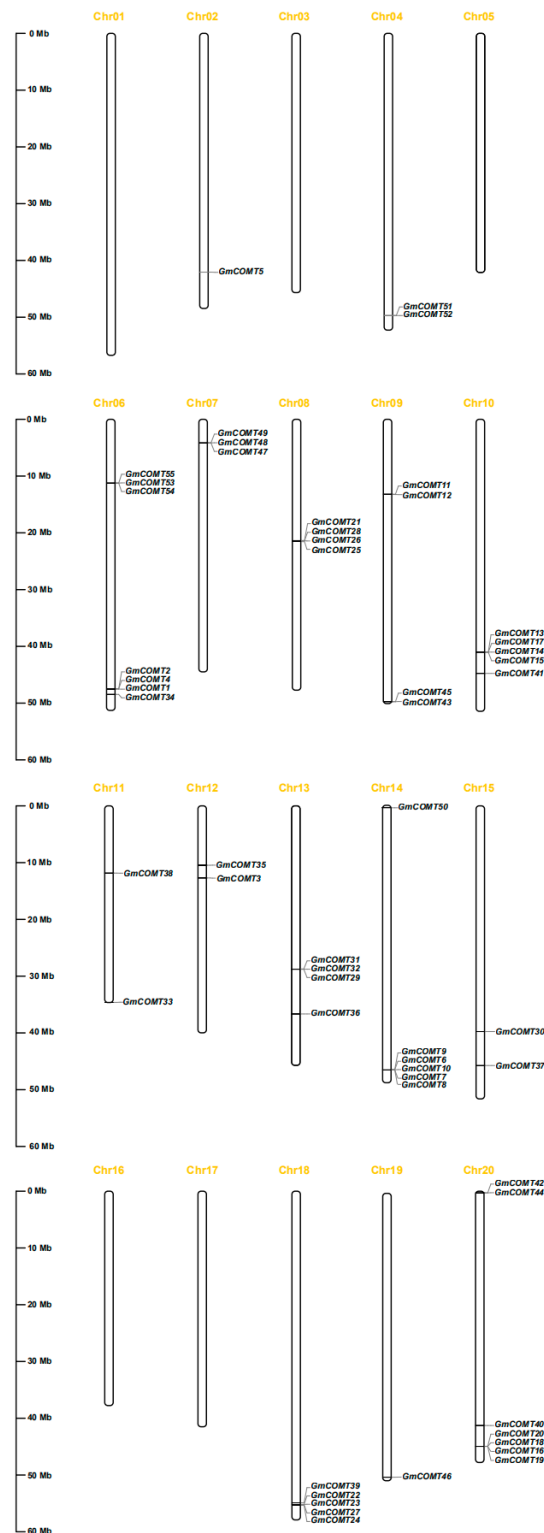 Chr01 Chr02 Chr03 Chr04 Chr05
0 Mb
10 Mb
20 Mb
30 Mb
40 Mb
GmCOMT5
GmCOMT51
50 Mb
GmCOMT52
60 Mb
Chr06 Chr07 Chr08 Chr09 Chr10
0 Mb
GmCOMT49
GmCOMT48
GmCOMT47
10 Mb
GmCOMT55
GmCOMT53
GmCOMT54
GmCOMT11
GmCOMT12
20 Mb
GmCOMT21
GmCOMT28
GmCOMT26
GmCOMT25
30 Mb
40 Mb
GmCOMT13
GmCOMT17
GmCOMT14
GmCOMT15
GmCOMT41
GmCOMT2
GmCOMT4
GmCOMT1
GmCOMT34
GmCOMT45
GmCOMT43
50 Mb
60 Mb
Chr11 Chr12 Chr13 Chr14 Chr15
0 Mb
GmCOMT50
10 Mb
GmCOMT35
GmCOMT38
GmCOMT3
20 Mb
GmCOMT31
GmCOMT32
GmCOMT29
30 Mb
GmCOMT33
GmCOMT36
40 Mb
GmCOMT30
GmCOMT9
GmCOMT6
GmCOMT10
GmCOMT7
GmCOMT8
GmCOMT37
50 Mb
60 Mb
Chr16 Chr17 Chr18 Chr19 Chr20
0 Mb
GmCOMT42
GmCOMT44
10 Mb
20 Mb
30 Mb
40 Mb
GmCOMT40
GmCOMT20
GmCOMT18
GmCOMT16
GmCOMT19
50 Mb
GmCOMT46
GmCOMT39
GmCOMT22
GmCOMT23
GmCOMT27
GmCOMT24
60 Mb